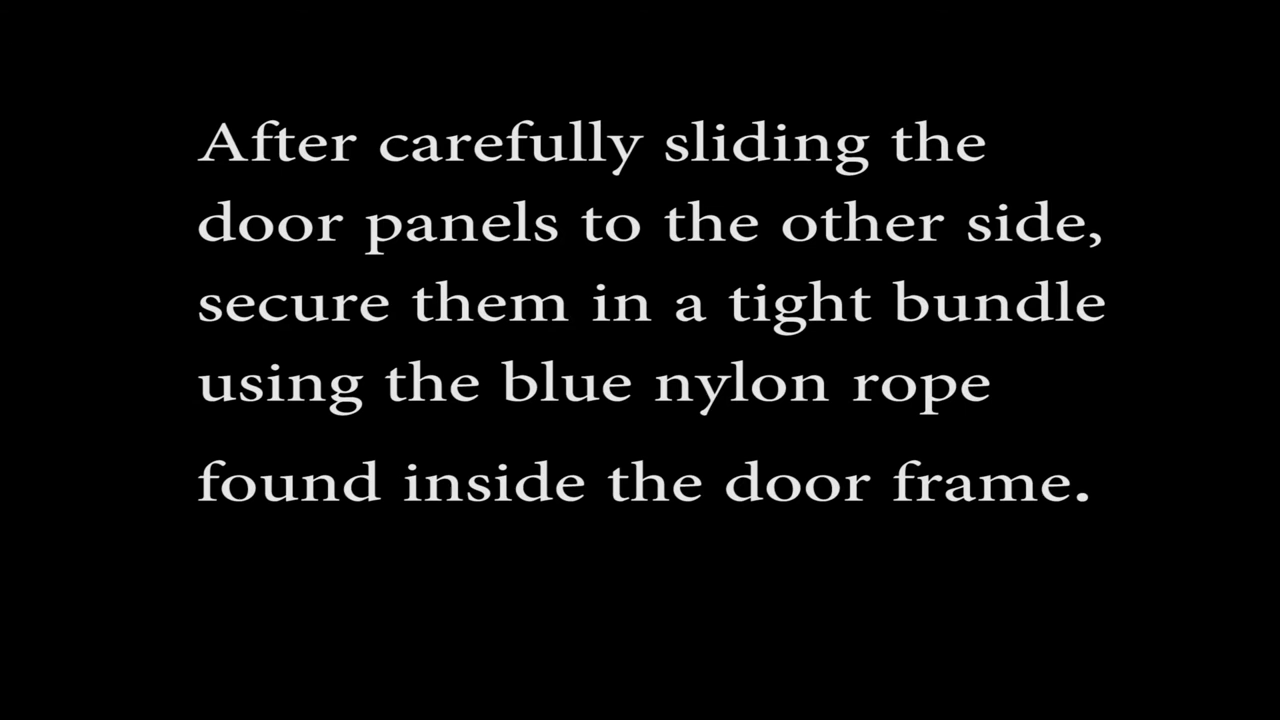 After carefully sliding the
door panels to the other side,
secure them in a tight bundle
using the blue nylon rope
found inside the door frame.